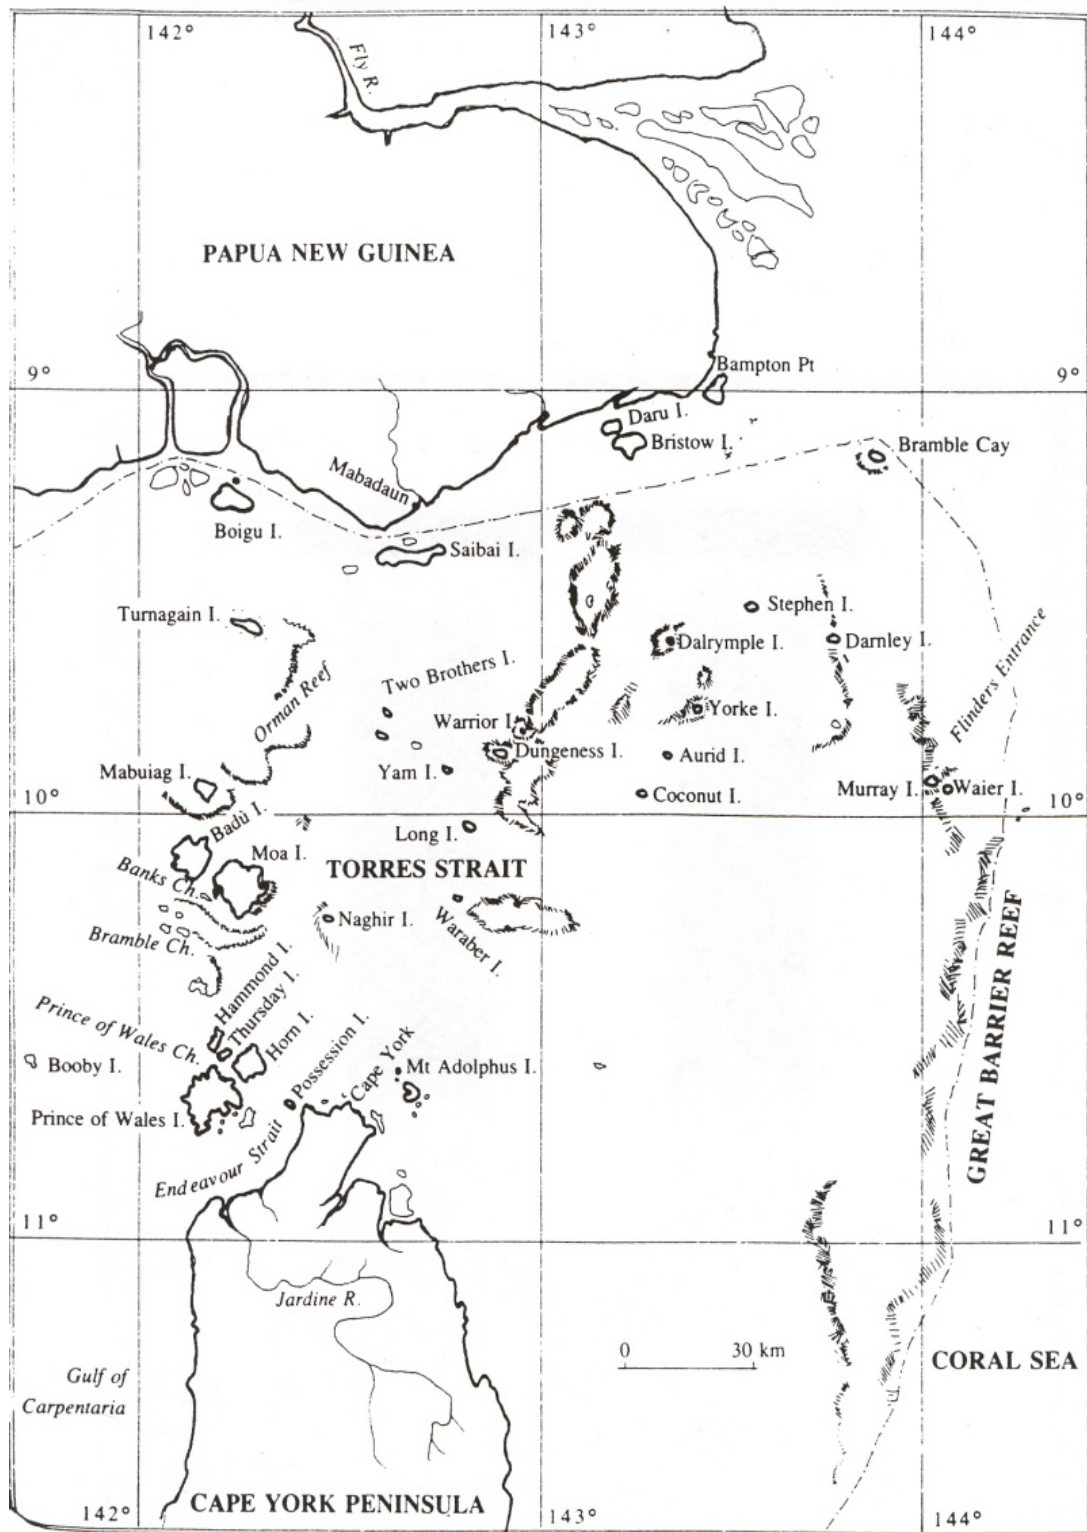 142°
143°
144°
Fly R.
PAPUA NEW GUINEA
Bampton Pt
9°
9°
Daru I.
Bristow I.
Bramble Cay
Mabadaun
Boigu I.
Saibai I.
Turnagain I.
Stephen I.
Dalrymple I.
Darnley I.
Flinders Entrance
Orman Reef
Two Brothers I.
Warrior I.
Yorke I.
Dungeness I.
Aurid I.
Mabuiag I.
Yam I.
Coconut I.
Murray I.
Waier I.
10°
10°
Badu I.
Long I.
Moa I.
TORRES STRAIT
Banks Ch.
Naghir I.
Waraber I.
Bramble Ch.
Hammond I.
Thursday I.
Horn I.
Possession I.
Cape York
Prince of Wales Ch.
Booby I.
Mt Adolphus I.
Prince of Wales I.
GREAT BARRIER REEF
Endeavour Strait
11°
11°
Jardine R.
0 30 km
CORAL SEA
Gulf of
Carpentaria
CAPE YORK PENINSULA
142°
143°
144°